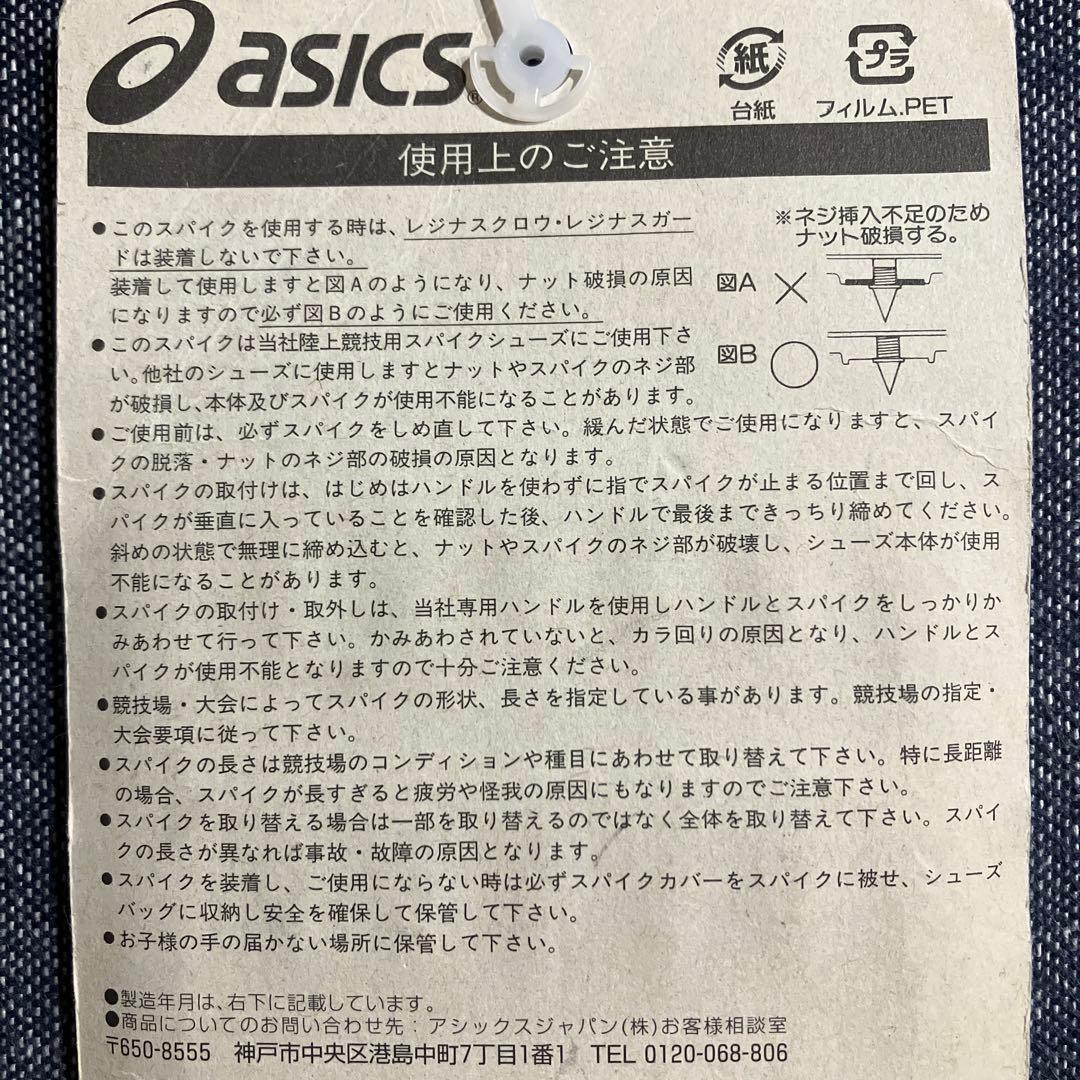 asics®
紙
プラ
台紙
フィルム.PET
使用上のご注意
●このスパイクを使用する時は、レジナスクロウ・レジナスガー
ドは装着しないで下さい。
装着して使用しますと図Aのようになり、ナット破損の原因
になりますので必ず図Bのようにご使用ください。
※ネジ挿入不足のため
ナット破損する。
図A ×
図B ○
●このスパイクは当社陸上競技用スパイクシューズにご使用下さ
い。他社のシューズに使用しますとナットやスパイクのネジ部
が破損し、本体及びスパイクが使用不能になることがあります。
●ご使用前は、必ずスパイクをしめ直して下さい。緩んだ状態でご使用になりますと、スパイ
クの脱落・ナットのネジ部の破損の原因となります。
●スパイクの取付けは、はじめはハンドルを使わずに指でスパイクが止まる位置まで回し、ス
パイクが垂直に入っていることを確認した後、ハンドルで最後まできっちり締めてください。
斜めの状態で無理に締め込むと、ナットやスパイクのネジ部が破壊し、シューズ本体が使用
不能になることがあります。
●スパイクの取付け・取外しは、当社専用ハンドルを使用しハンドルとスパイクをしっかりか
みあわせて行って下さい。かみあわされていないと、カラ回りの原因となり、ハンドルとス
パイクが使用不能となりますので十分ご注意ください。
●競技場・大会によってスパイクの形状、長さを指定している事があります。競技場の指定・
大会要項に従って下さい。
●スパイクの長さは競技場のコンディションや種目にあわせて取り替えて下さい。特に長距離
の場合、スパイクが長すぎると疲労や怪我の原因にもなりますのでご注意下さい。
●スパイクを取り替える場合は一部を取り替えるのではなく全体を取り替えて下さい。スパイ
クの長さが異なれば事故・故障の原因となります。
●スパイクを装着し、ご使用にならない時は必ずスパイクカバーをスパイクに被せ、シューズ
バッグに収納し安全を確保して保管して下さい。
●お子様の手の届かない場所に保管して下さい。
●製造年月は、右下に記載しています。
●商品についてのお問い合わせ先：アシックスジャパン(株)お客様相談室
〒650-8555 神戸市中央区港島中町7丁目1番1 TEL 0120-068-806